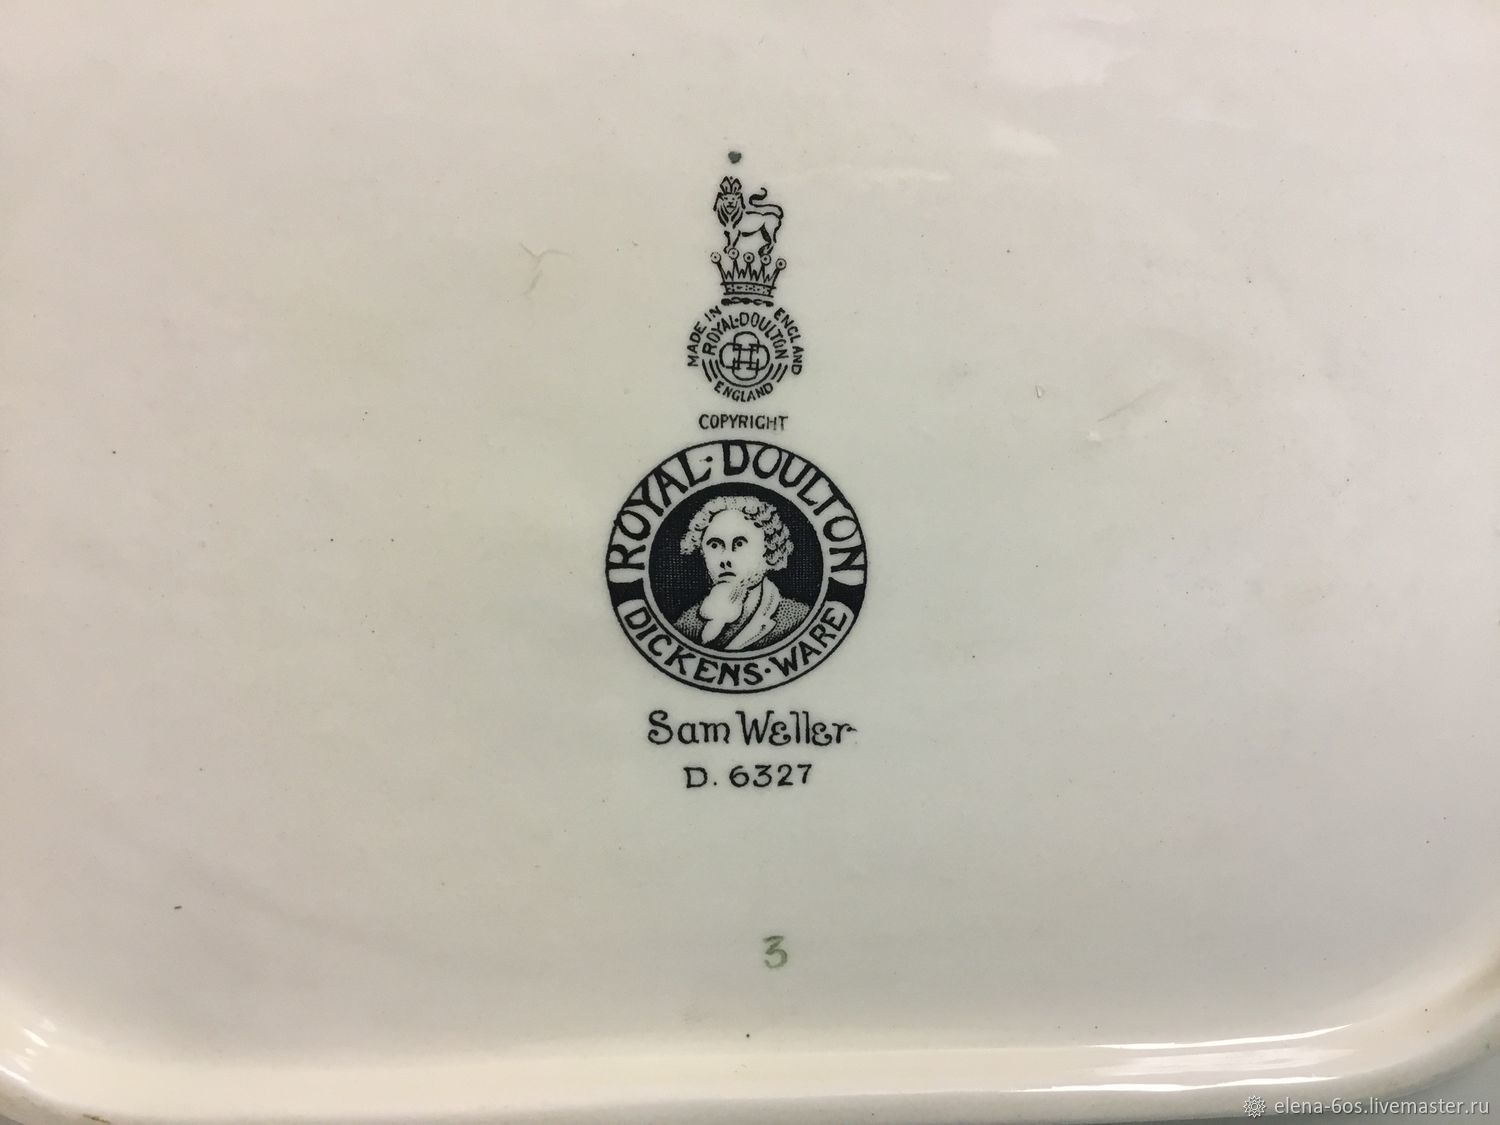 MADE IN ENGLAND
ROYAL·DOULTON
ENGLAND
COPYRIGHT
ROYAL·DOULTON
DICKENS·WARE
Sam Weller
D. 6327
3
elena-6os.livemaster.ru